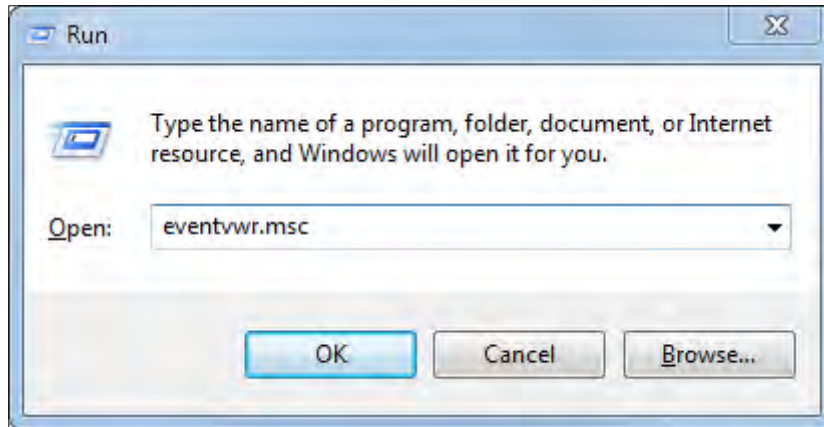 Run
Type the name of a program, folder, document, or Internet
resource, and Windows will open it for you.
Open: eventvwr.msc
OK Cancel Browse...